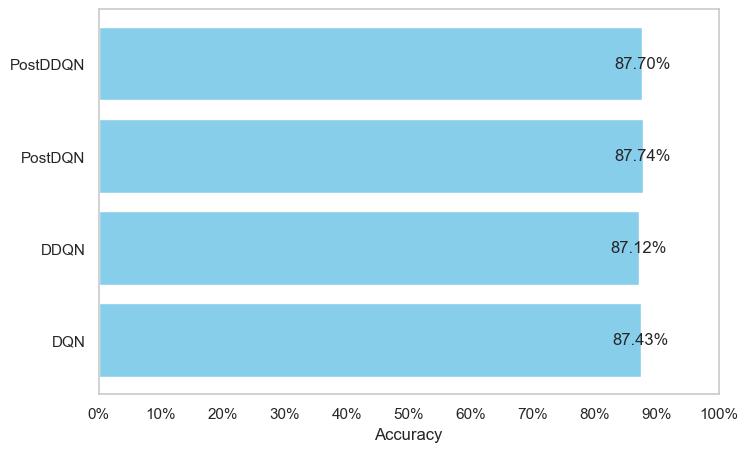 PostDDQN
87.70%
PostDQN
87.74%
DDQN
87.12%
DQN
87.43%
0% 10% 20% 30% 40% 50% 60% 70% 80% 90% 100%
Accuracy